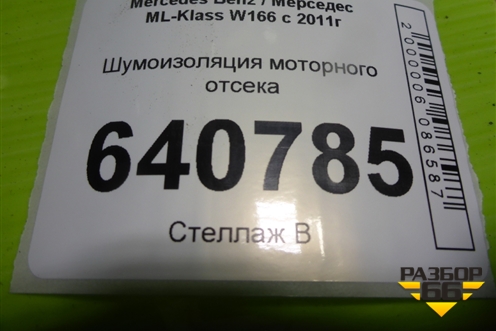 Mercedes Benz / Мерседес
ML-Klass W166 с 2011г
Шумоизоляция моторного
отсека
640785
Стеллаж В
2000006086587
РАЗБОР
66